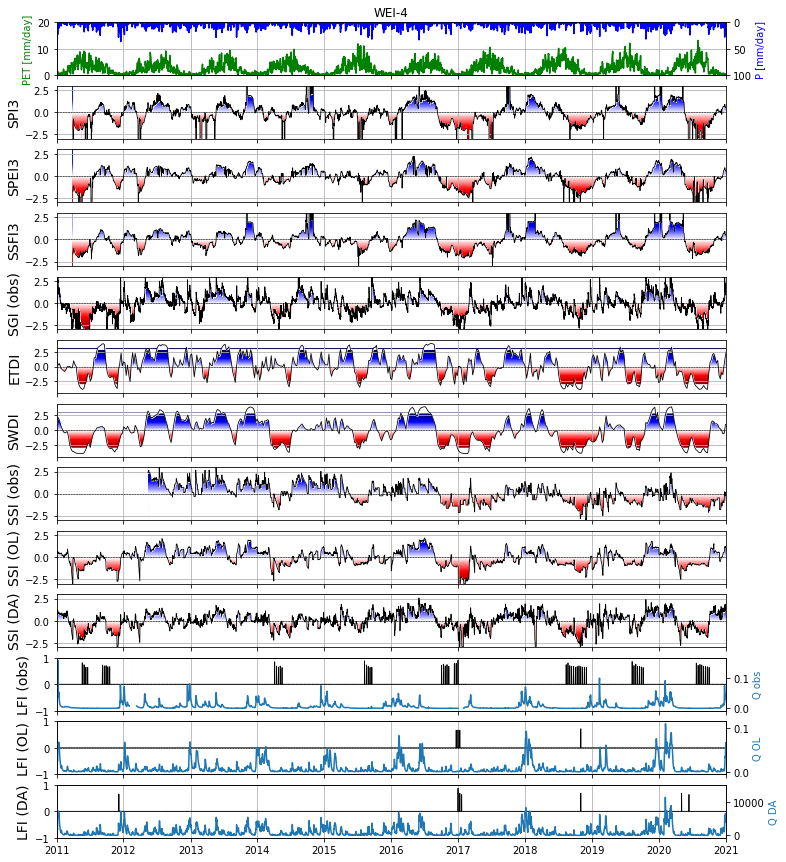 WEI-4
PET [mm/day]
20
10
0
0
50
100
P [mm/day]
SPI3
2.5
0.0
−2.5
SPEI3
2.5
0.0
−2.5
SSFI3
2.5
0.0
−2.5
SGI (obs)
2.5
0.0
−2.5
ETDI
2.5
0.0
−2.5
SWDI
2.5
0.0
−2.5
SSI (obs)
2.5
0.0
−2.5
SSI (OL)
2.5
0.0
−2.5
SSI (DA)
2.5
0.0
−2.5
LFI (obs)
1
0
−1
0.1
0.0
Q obs
LFI (OL)
1
0
−1
0.1
0.0
Q OL
LFI (DA)
1
0
−1
10000
0
Q DA
2011 2012 2013 2014 2015 2016 2017 2018 2019 2020 2021